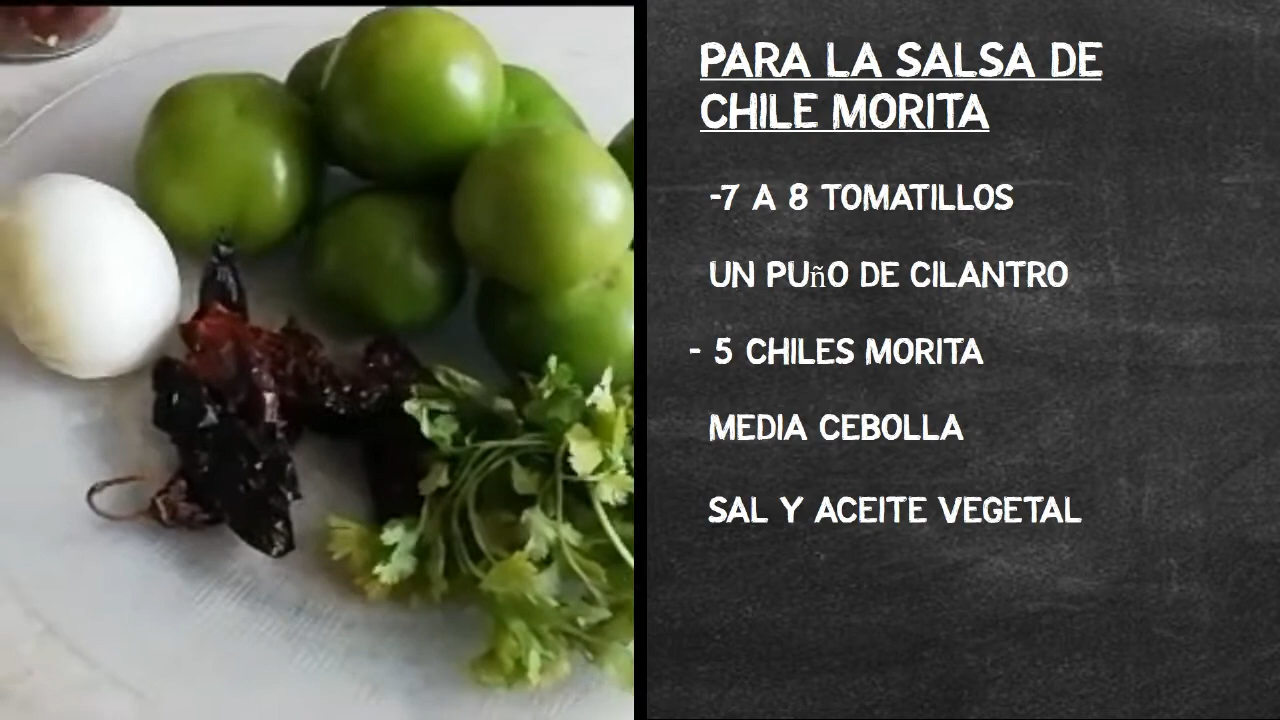 PARA LA SALSA DE
CHILE MORITA
-7 A 8 TOMATILLOS
UN PUñO DE CILANTRO
- 5 CHILES MORITA
MEDIA CEBOLLA
SAL Y ACEITE VEGETAL